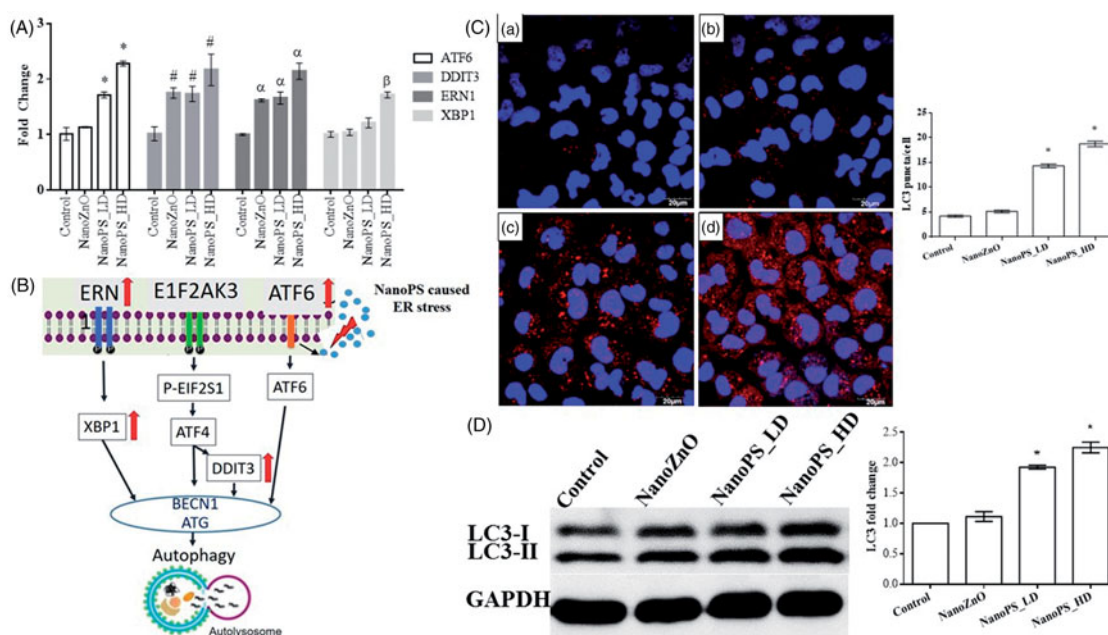 (A)
3
2
1
0
Fold Change
Control
NanoZnO
NanoPS_LD
NanoPS_HD
Control
NanoZnO
NanoPS_LD
NanoPS_HD
Control
NanoZnO
NanoPS_LD
NanoPS_HD
Control
NanoZnO
NanoPS_LD
NanoPS_HD
* * # # # α α α β
ATF6
DDIT3
ERN1
XBP1
(B)
ERN
1
E1F2AK3
ATF6
NanoPS caused
ER stress
P-EIF2S1
ATF6
XBP1
ATF4
DDIT3
BECN1
ATG
Autophagy
Autolysosome
(C)
(a)
20μm
(b)
20μm
(c)
20μm
(d)
20μm
LC3 puncta/cell
25
20
15
10
5
0
* *
Control
NanoZnO
NanoPS_LD
NanoPS_HD
(D)
Control
NanoZnO
NanoPS_LD
NanoPS_HD
LC3-I
LC3-II
GAPDH
LC3 fold change
2.5
2.0
1.5
1.0
0.5
0.0
* *
Control
NanoZnO
NanoPS_LD
NanoPS_HD